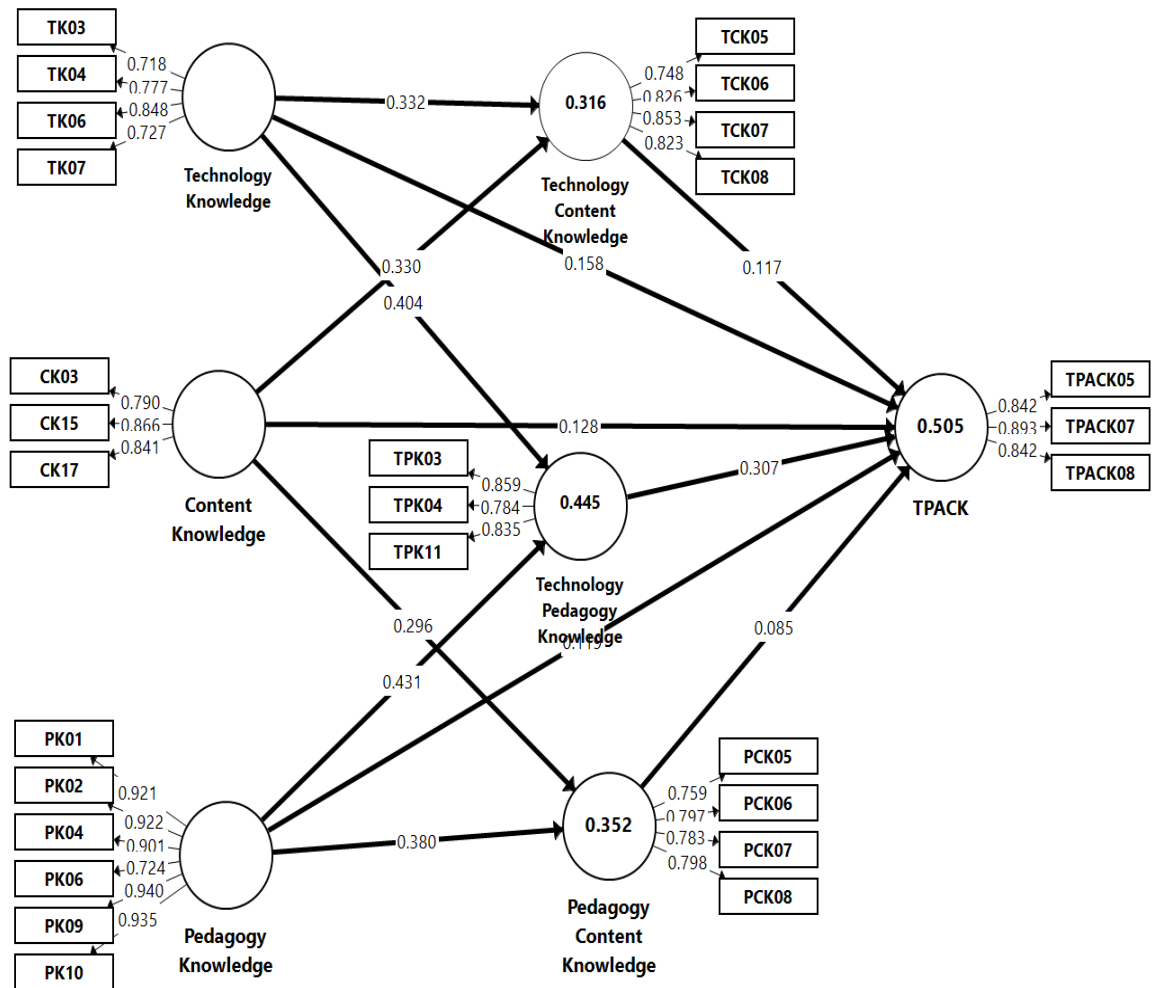 TK03
TK04
TK06
TK07
0.718
0.777
0.848
0.727
Technology
Knowledge
0.332
0.316
Technology
Content
Knowledge
0.748
0.826
0.853
0.823
TCK05
TCK06
TCK07
TCK08
0.330
0.404
0.158
0.117
CK03
CK15
CK17
0.790
0.866
0.841
Content
Knowledge
0.128
TPK03
TPK04
TPK11
0.859
0.784
0.835
0.445
Technology
Pedagogy
Knowledge
0.307
0.505
TPACK
0.842
0.893
0.842
TPACK05
TPACK07
TPACK08
0.296
0.431
0.085
PK01
PK02
PK04
PK06
PK09
PK10
0.921
0.922
0.901
0.724
0.940
0.935
Pedagogy
Knowledge
0.380
0.352
Pedagogy
Content
Knowledge
0.759
0.797
0.783
0.798
PCK05
PCK06
PCK07
PCK08